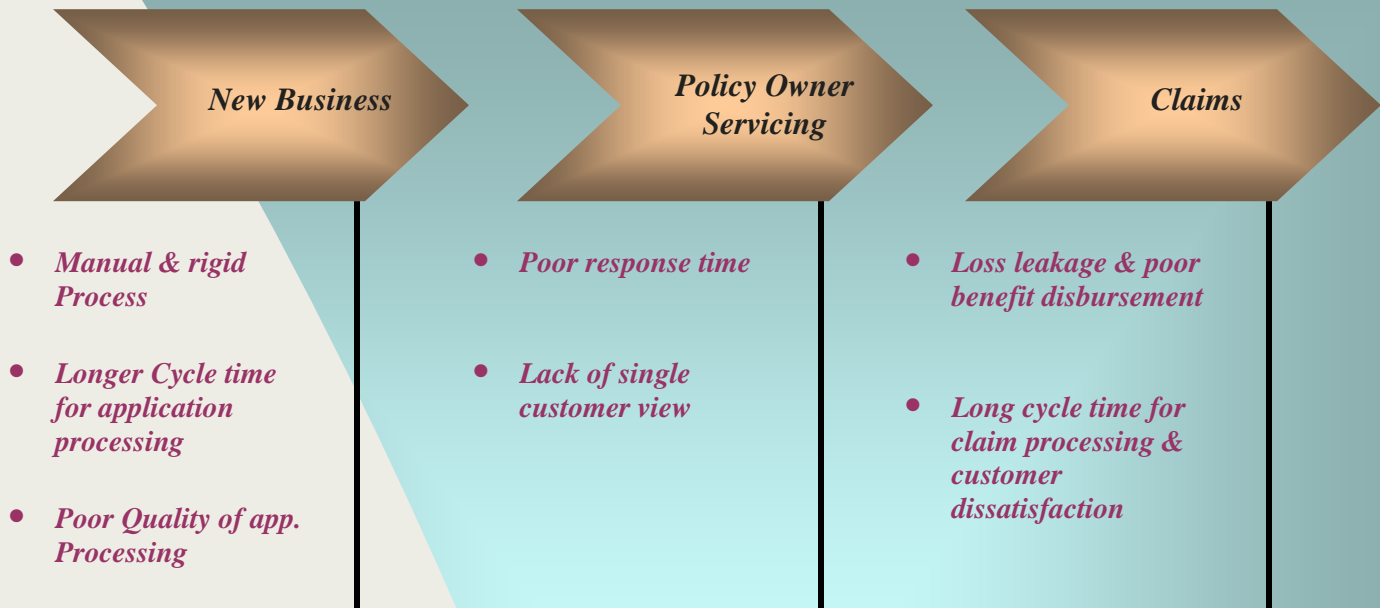 New Business
Policy Owner
Servicing
Claims
• Manual & rigid
Process
• Longer Cycle time
for application
processing
• Poor Quality of app.
Processing
• Poor response time
• Lack of single
customer view
• Loss leakage & poor
benefit disbursement
• Long cycle time for
claim processing &
customer
dissatisfaction